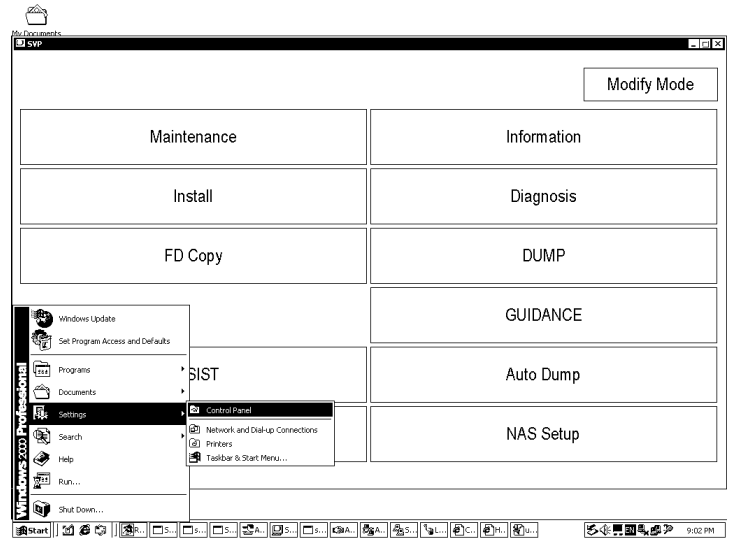 My Documents
SVP
Modify Mode
Maintenance
Information
Install
Diagnosis
FD Copy
DUMP
GUIDANCE
SIST
Auto Dump
NAS Setup
Windows 2000 Professional
Windows Update
Set Program Access and Defaults
Programs
Documents
Settings
Search
Help
Run...
Shut Down...
Control Panel
Network and Dial-up Connections
Printers
Taskbar & Start Menu...
Start
R...
S...
s...
S...
A...
S...
s...
A...
A...
S...
L...
C...
H...
u...
EN
9:02 PM